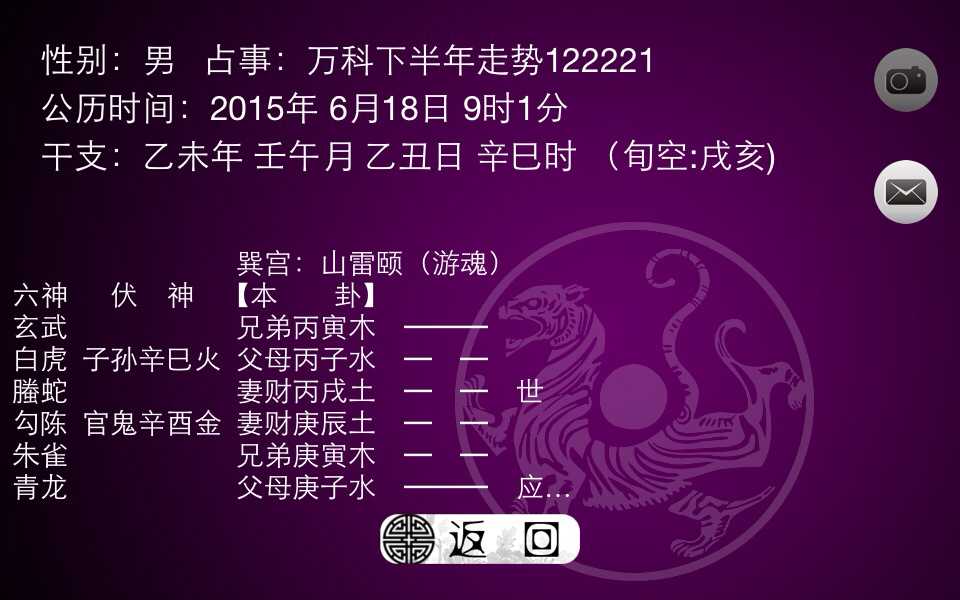 性别：男 占事：万科下半年走势122221
公历时间：2015年 6月18日 9时1分
干支：乙未年 壬午月 乙丑日 辛巳时 （旬空:戌亥)
巽宫：山雷颐（游魂）
六神 伏 神 【本 卦】
玄武 兄弟丙寅木
白虎 子孙辛巳火 父母丙子水
螣蛇 妻财丙戌土 世
勾陈 官鬼辛酉金 妻财庚辰土
朱雀 兄弟庚寅木
青龙 父母庚子水 应…
返 回